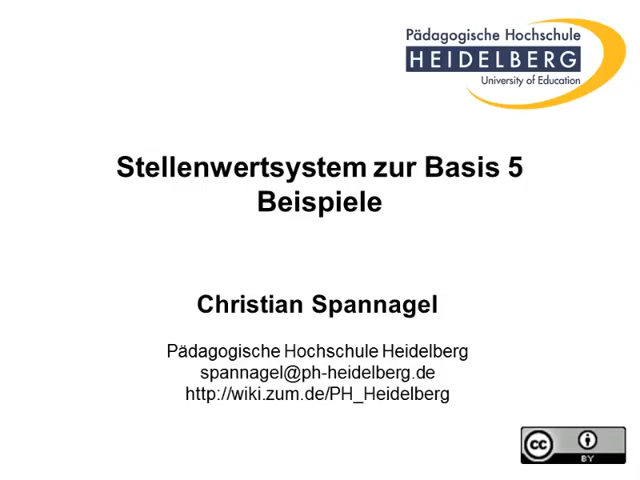 Pädagogische Hochschule
HEIDELBERG
University of Education
Stellenwertsystem zur Basis 5
Beispiele
Christian Spannagel
Pädagogische Hochschule Heidelberg
spannagel@ph-heidelberg.de
http://wiki.zum.de/PH_Heidelberg
cc
BY